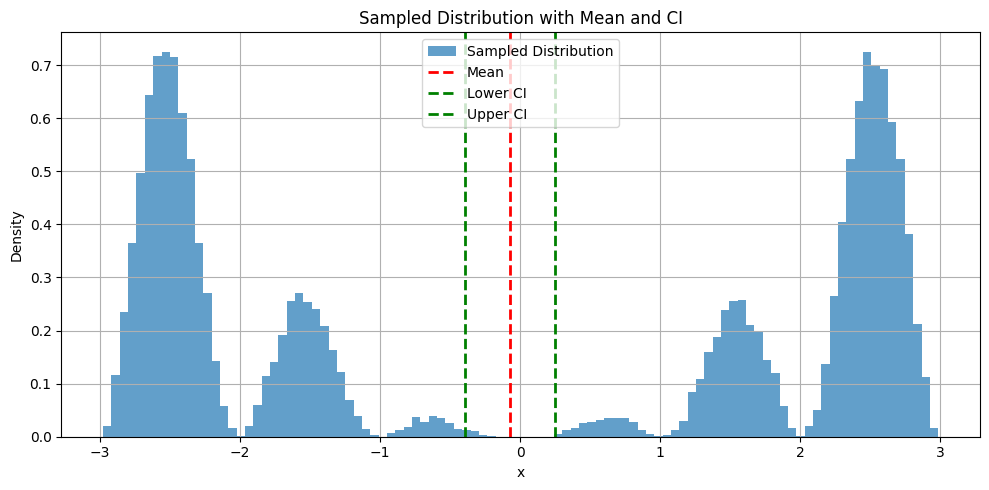 Sampled Distribution with Mean and CI
Sampled Distribution
Mean
Lower CI
Upper CI
Density
0.7
0.6
0.5
0.4
0.3
0.2
0.1
0.0
−3 −2 −1 0 1 2 3
x